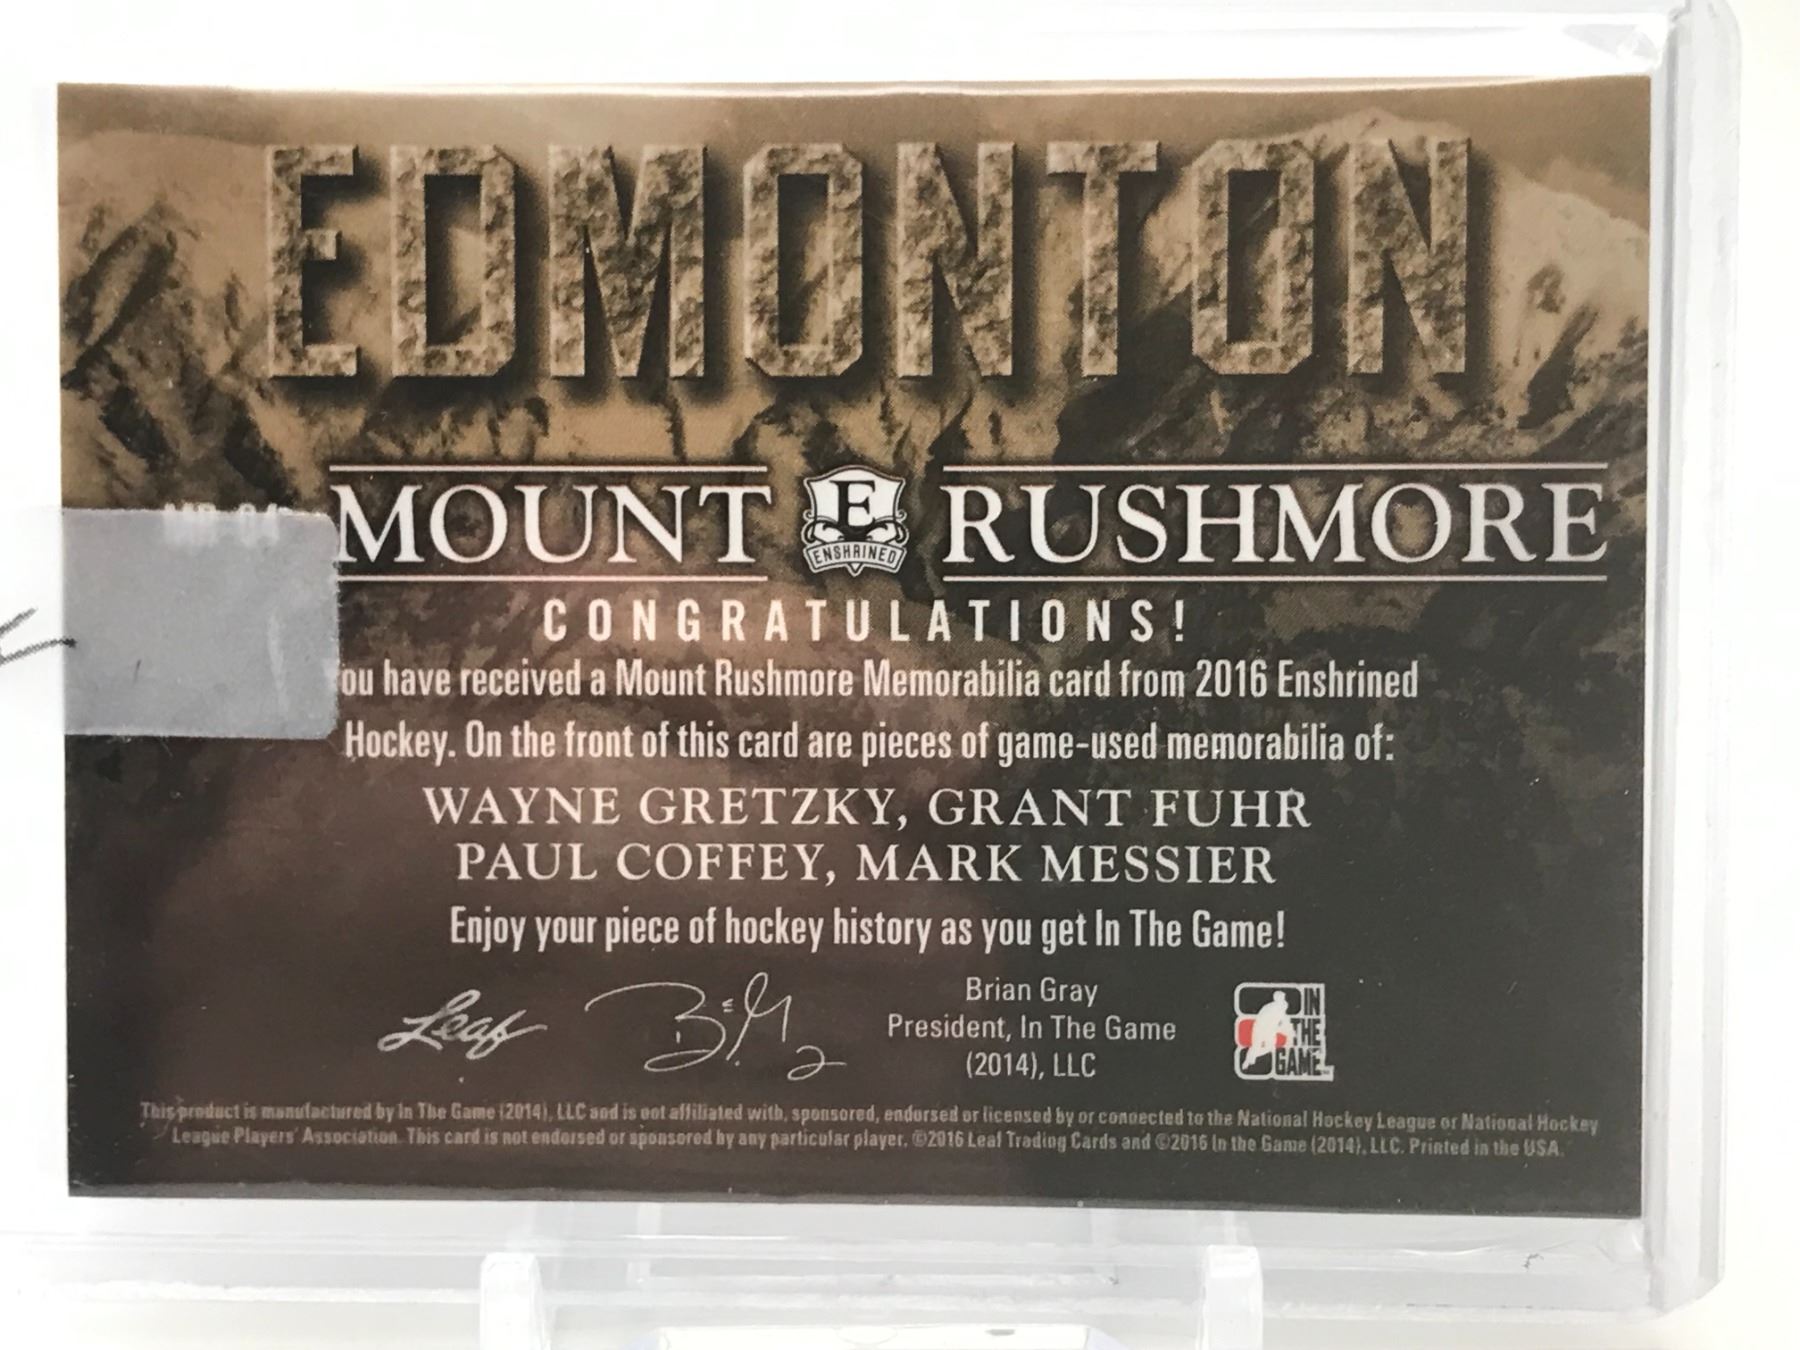 EDMONTON
MOUNT E ENSHRINED RUSHMORE
CONGRATULATIONS!
ou have received a Mount Rushmore Memorabilia card from 2016 Enshrined
Hockey. On the front of this card are pieces of game-used memorabilia of:
WAYNE GRETZKY, GRANT FUHR
PAUL COFFEY, MARK MESSIER
Enjoy your piece of hockey history as you get In The Game!
Leaf
Brian Gray
President, In The Game
(2014), LLC
IN
THE
GAME
This product is manufactured by In The Game (2014), LLC and is not affiliated with, sponsored, endorsed or licensed by or connected to the National Hockey League or National Hockey
League Players' Association. This card is not endorsed or sponsored by any particular player. ©2016 Leaf Trading Cards and ©2016 In the Game (2014), LLC. Printed in the USA.